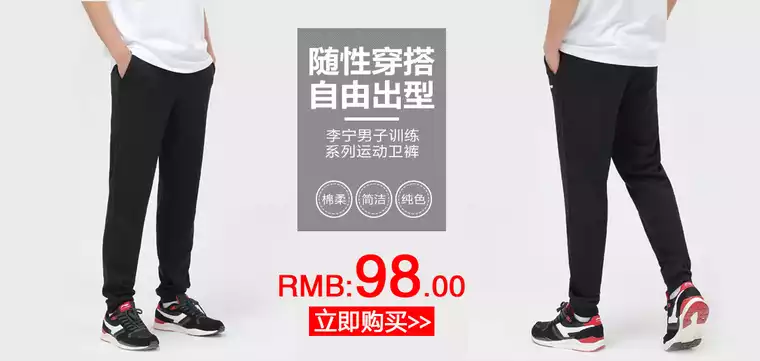 随性穿搭
自由出型
李宁男子训练
系列运动卫裤
棉柔 简洁 纯色
RMB:98.00
立即购买>>